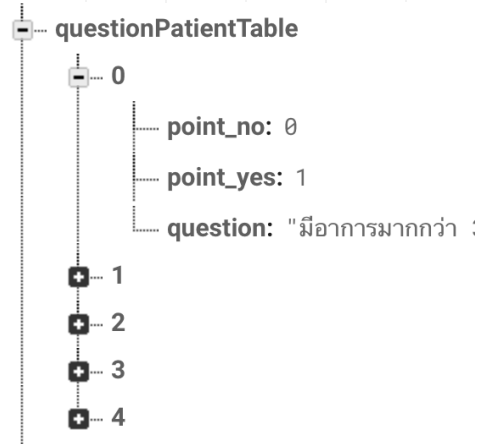 questionPatientTable
0
point_no: 0
point_yes: 1
question: "มีอาการมากกว่า
1
2
3
4